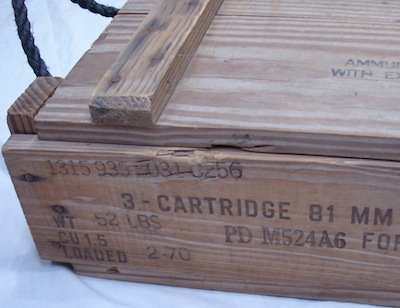 AMMU
WITH EX
1315 935 031 C256
3-CARTRIDGE 81 MM
WT 52 LBS PD M524A6 FOR
CU 1.5
LOADED 2-70